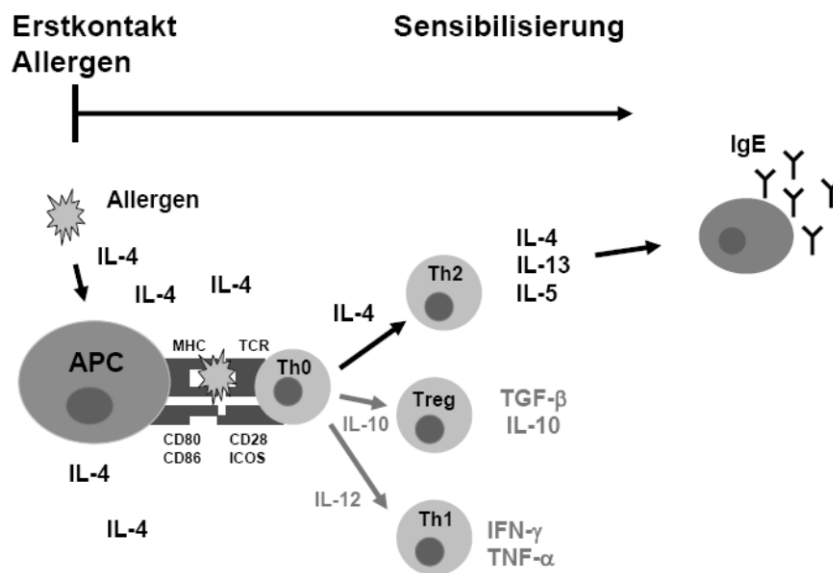 Erstkontakt
Allergen
Sensibilisierung
IgE
Allergen
IL-4
IL-4
IL-4
IL-4
IL-13
IL-5
Th2
IL-4
MHC
TCR
APC
Th0
Treg
TGF-β
IL-10
IL-10
CD80
CD86
CD28
ICOS
IL-4
IL-12
IL-4
Th1
IFN-γ
TNF-α